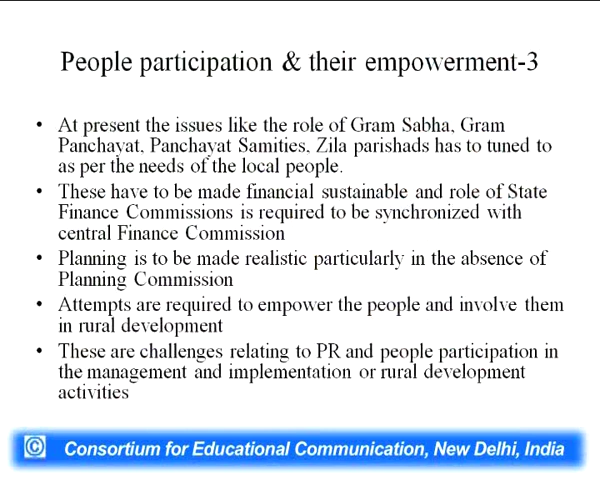 People participation & their empowerment-3
• At present the issues like the role of Gram Sabha, Gram
Panchayat, Panchayat Samities, Zila parishads has to tuned to
as per the needs of the local people.
• These have to be made financial sustainable and role of State
Finance Commissions is required to be synchronized with
central Finance Commission
• Planning is to be made realistic particularly in the absence of
Planning Commission
• Attempts are required to empower the people and involve them
in rural development
• These are challenges relating to PR and people participation in
the management and implementation or rural development
activities
© Consortium for Educational Communication, New Delhi, India